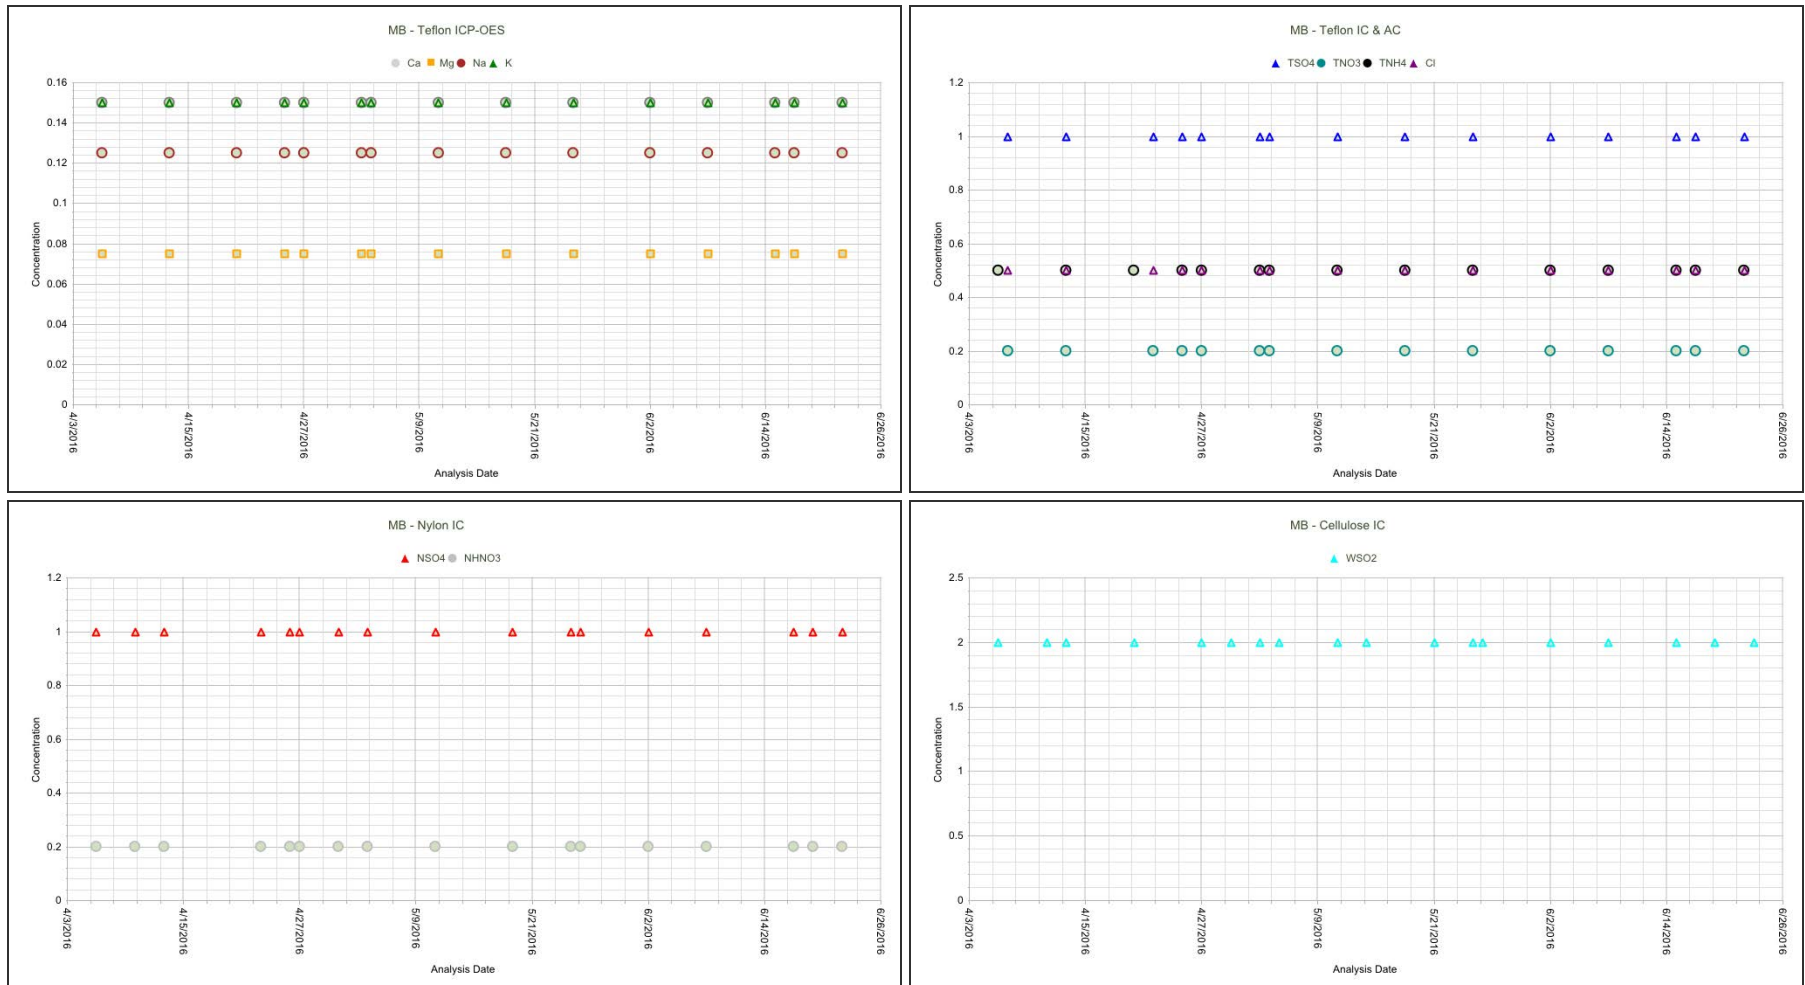 MB - Teflon ICP-OES
Ca Mg Na K
0.16
0.14
0.12
0.1
0.08
0.06
0.04
0.02
0
Concentration
4/3/2016 4/15/2016 4/27/2016 5/9/2016 5/21/2016 6/2/2016 6/14/2016 6/26/2016
Analysis Date
MB - Teflon IC & AC
TSO4 TNO3 TNH4 Cl
1.2
1
0.8
0.6
0.4
0.2
0
Concentration
4/3/2016 4/15/2016 4/27/2016 5/9/2016 5/21/2016 6/2/2016 6/14/2016 6/26/2016
Analysis Date
MB - Nylon IC
NSO4 NHNO3
1.2
1
0.8
0.6
0.4
0.2
0
Concentration
4/3/2016 4/15/2016 4/27/2016 5/9/2016 5/21/2016 6/2/2016 6/14/2016 6/26/2016
Analysis Date
MB - Cellulose IC
WSO2
2.5
2
1.5
1
0.5
0
Concentration
4/3/2016 4/15/2016 4/27/2016 5/9/2016 5/21/2016 6/2/2016 6/14/2016 6/26/2016
Analysis Date